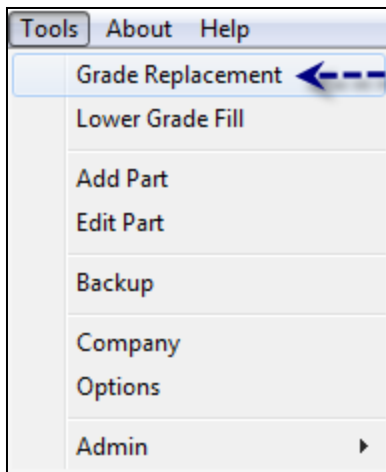 Tools About Help
Grade Replacement
Lower Grade Fill
Add Part
Edit Part
Backup
Company
Options
Admin